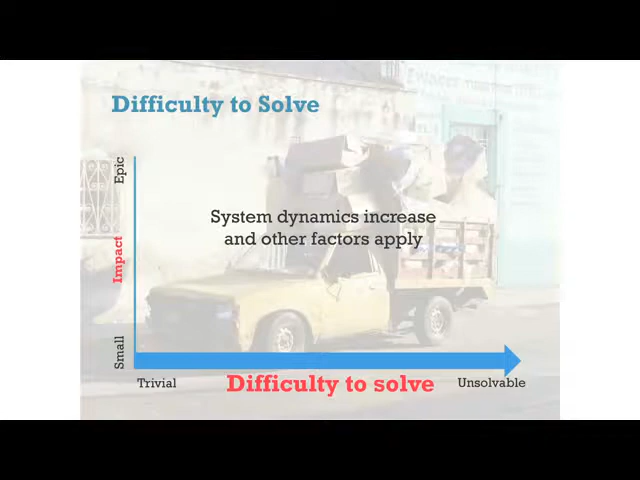 Difficulty to Solve
Epic
System dynamics increase
and other factors apply
Impact
Small
Trivial
Difficulty to solve
Unsolvable